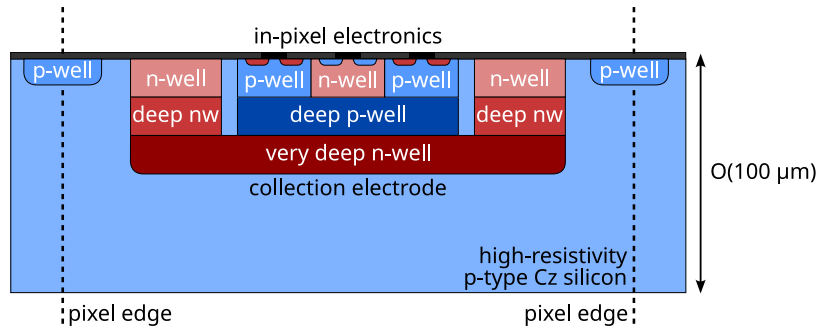 in-pixel electronics
p-well
n-well
p-well
n-well
p-well
n-well
p-well
deep nw
deep p-well
deep nw
very deep n-well
collection electrode
O(100 µm)
high-resistivity
p-type Cz silicon
pixel edge
pixel edge